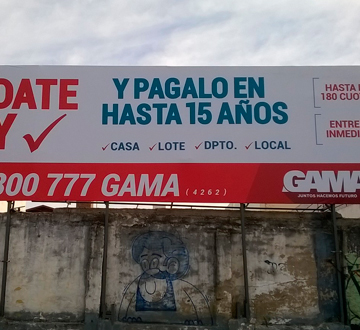 DATE
Y
Y PAGALO EN
HASTA 15 AÑOS
CASA LOTE DPTO. LOCAL
HASTA
180 CUO
ENTRE
INMEDI
800 777 GAMA (4262)
GAMA
JUNTOS HACEMOS FUTURO